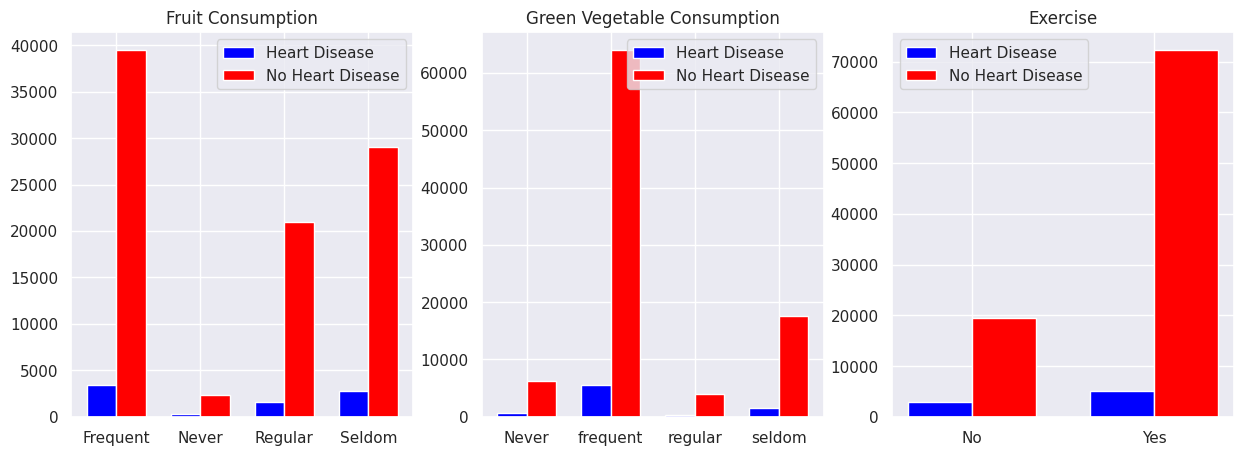 Fruit Consumption
Heart Disease
No Heart Disease
40000
35000
30000
25000
20000
15000
10000
5000
0
Frequent Never Regular Seldom
Green Vegetable Consumption
Heart Disease
No Heart Disease
60000
50000
40000
30000
20000
10000
0
Never frequent regular seldom
Exercise
Heart Disease
No Heart Disease
70000
60000
50000
40000
30000
20000
10000
0
No Yes